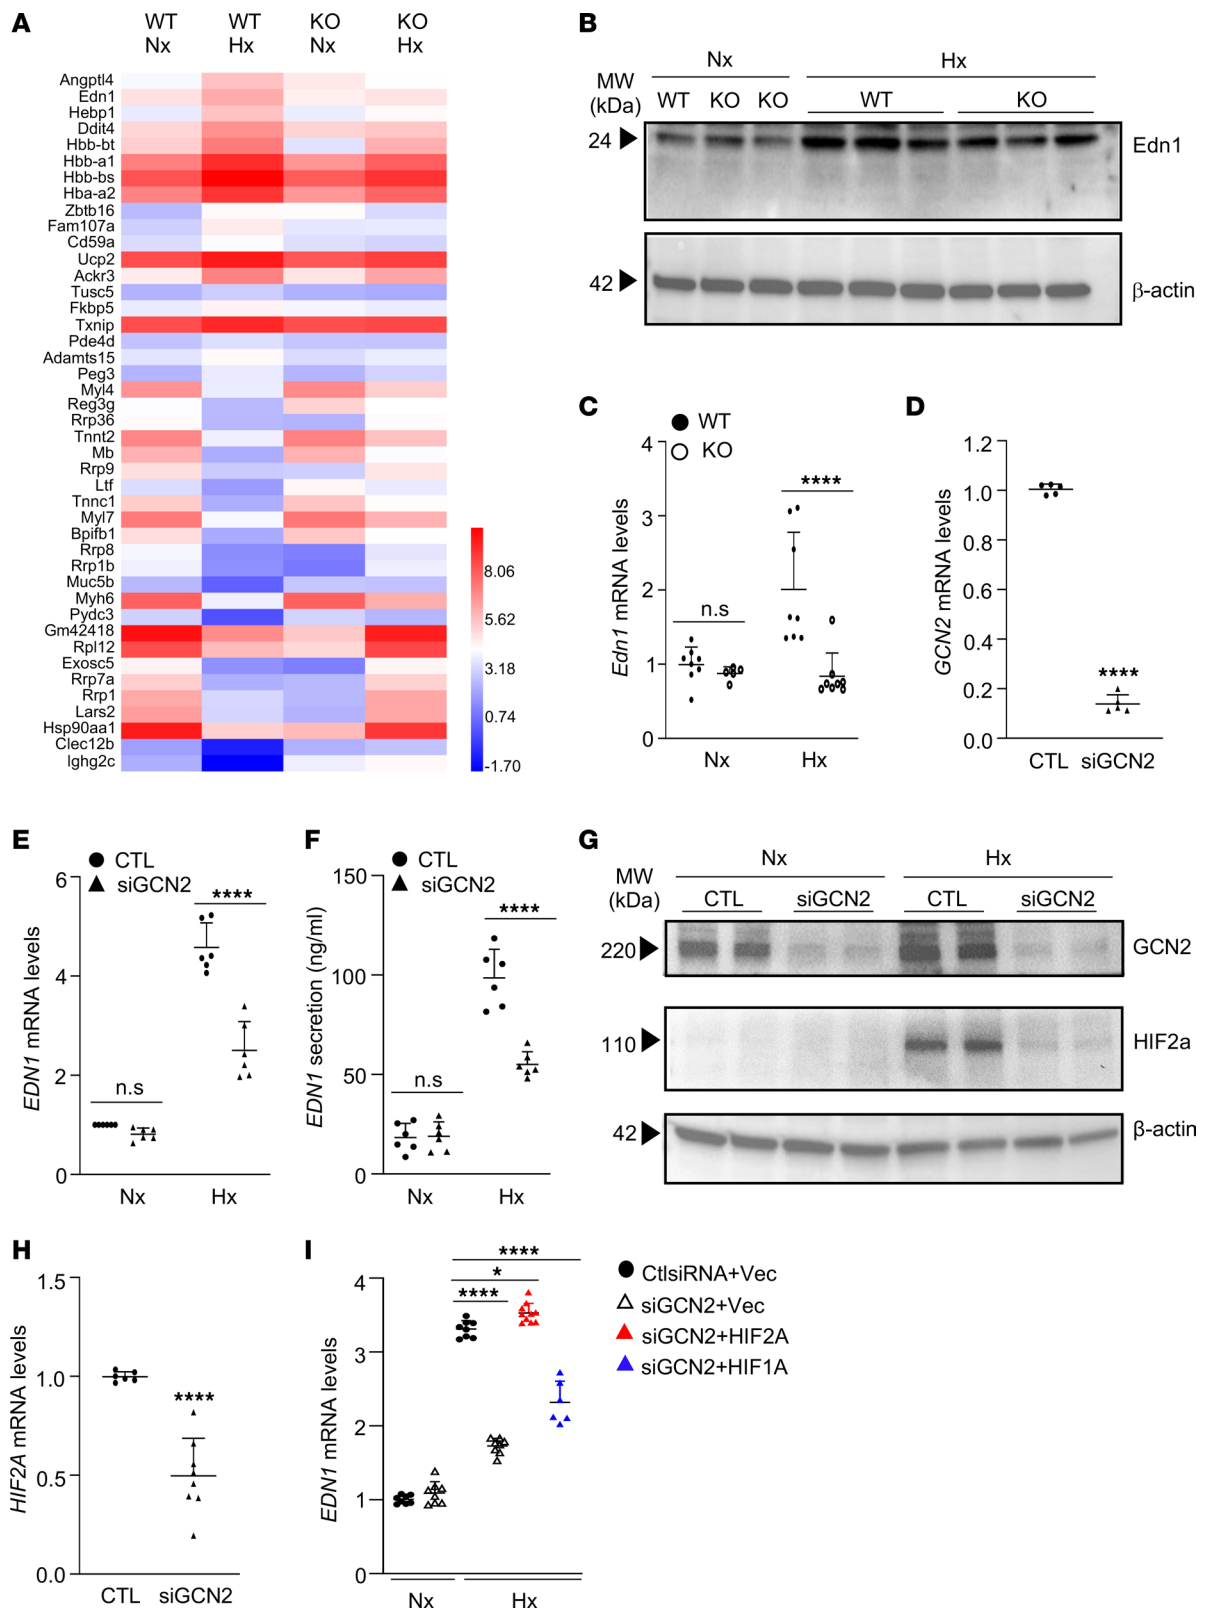 A
WT WT KO KO
Nx Hx Nx Hx
Angptl4
Edn1
Hebp1
Ddit4
Hbb-bt
Hbb-a1
Hbb-bs
Hba-a2
Zbtb16
Fam107a
Cd59a
Ucp2
Ackr3
Tusc5
Fkbp5
Txnip
Pde4d
Adamts15
Peg3
Myl4
Reg3g
Rrp36
Tnnt2
Mb
Rrp9
Ltf
Tnnc1
Myl7
Bpifb1
Rrp8
Rrp1b
Muc5b
Myh6
Pydc3
Gm42418
Rpl12
Exosc5
Rrp7a
Rrp1
Lars2
Hsp90aa1
Clec12b
Ighg2c
8.06
5.62
3.18
0.74
-1.70
B
Nx Hx
MW
(kDa)
WT KO KO WT KO
24 Edn1
42 β-actin
C
WT
KO
Edn1 mRNA levels
4
3
2
1
0
n.s
****
Nx Hx
D
GCN2 mRNA levels
1.2
1.0
0.8
0.6
0.4
0.2
0.0
****
CTL siGCN2
E
CTL
siGCN2
EDN1 mRNA levels
6
4
2
0
n.s
****
Nx Hx
F
CTL
siGCN2
EDN1 secretion (ng/ml)
150
100
50
0
n.s
****
Nx Hx
G
Nx Hx
MW
(kDa)
CTL siGCN2 CTL siGCN2
220 GCN2
110 HIF2a
42 β-actin
H
HIF2A mRNA levels
1.5
1.0
0.5
0.0
****
CTL siGCN2
I
EDN1 mRNA levels
4
3
2
1
0
****
*
****
Nx Hx
CtlsiRNA+Vec
siGCN2+Vec
siGCN2+HIF2A
siGCN2+HIF1A